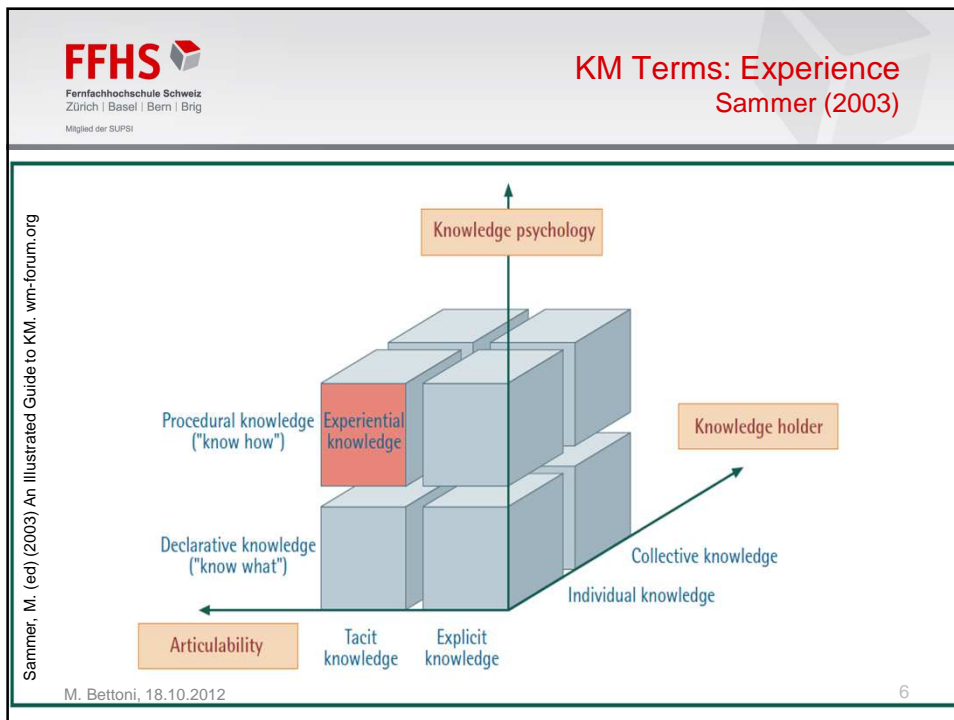 FFHS
Fernfachhochschule Schweiz
Zürich | Basel | Bern | Brig
Mitglied der SUPSI
KM Terms: Experience
Sammer (2003)
Sammer, M. (ed) (2003) An Illustrated Guide to KM. wm-forum.org
Knowledge psychology
Procedural knowledge
("know how")
Experiential
knowledge
Knowledge holder
Declarative knowledge
("know what")
Collective knowledge
Individual knowledge
Articulability
Tacit
knowledge
Explicit
knowledge
M. Bettoni, 18.10.2012
6